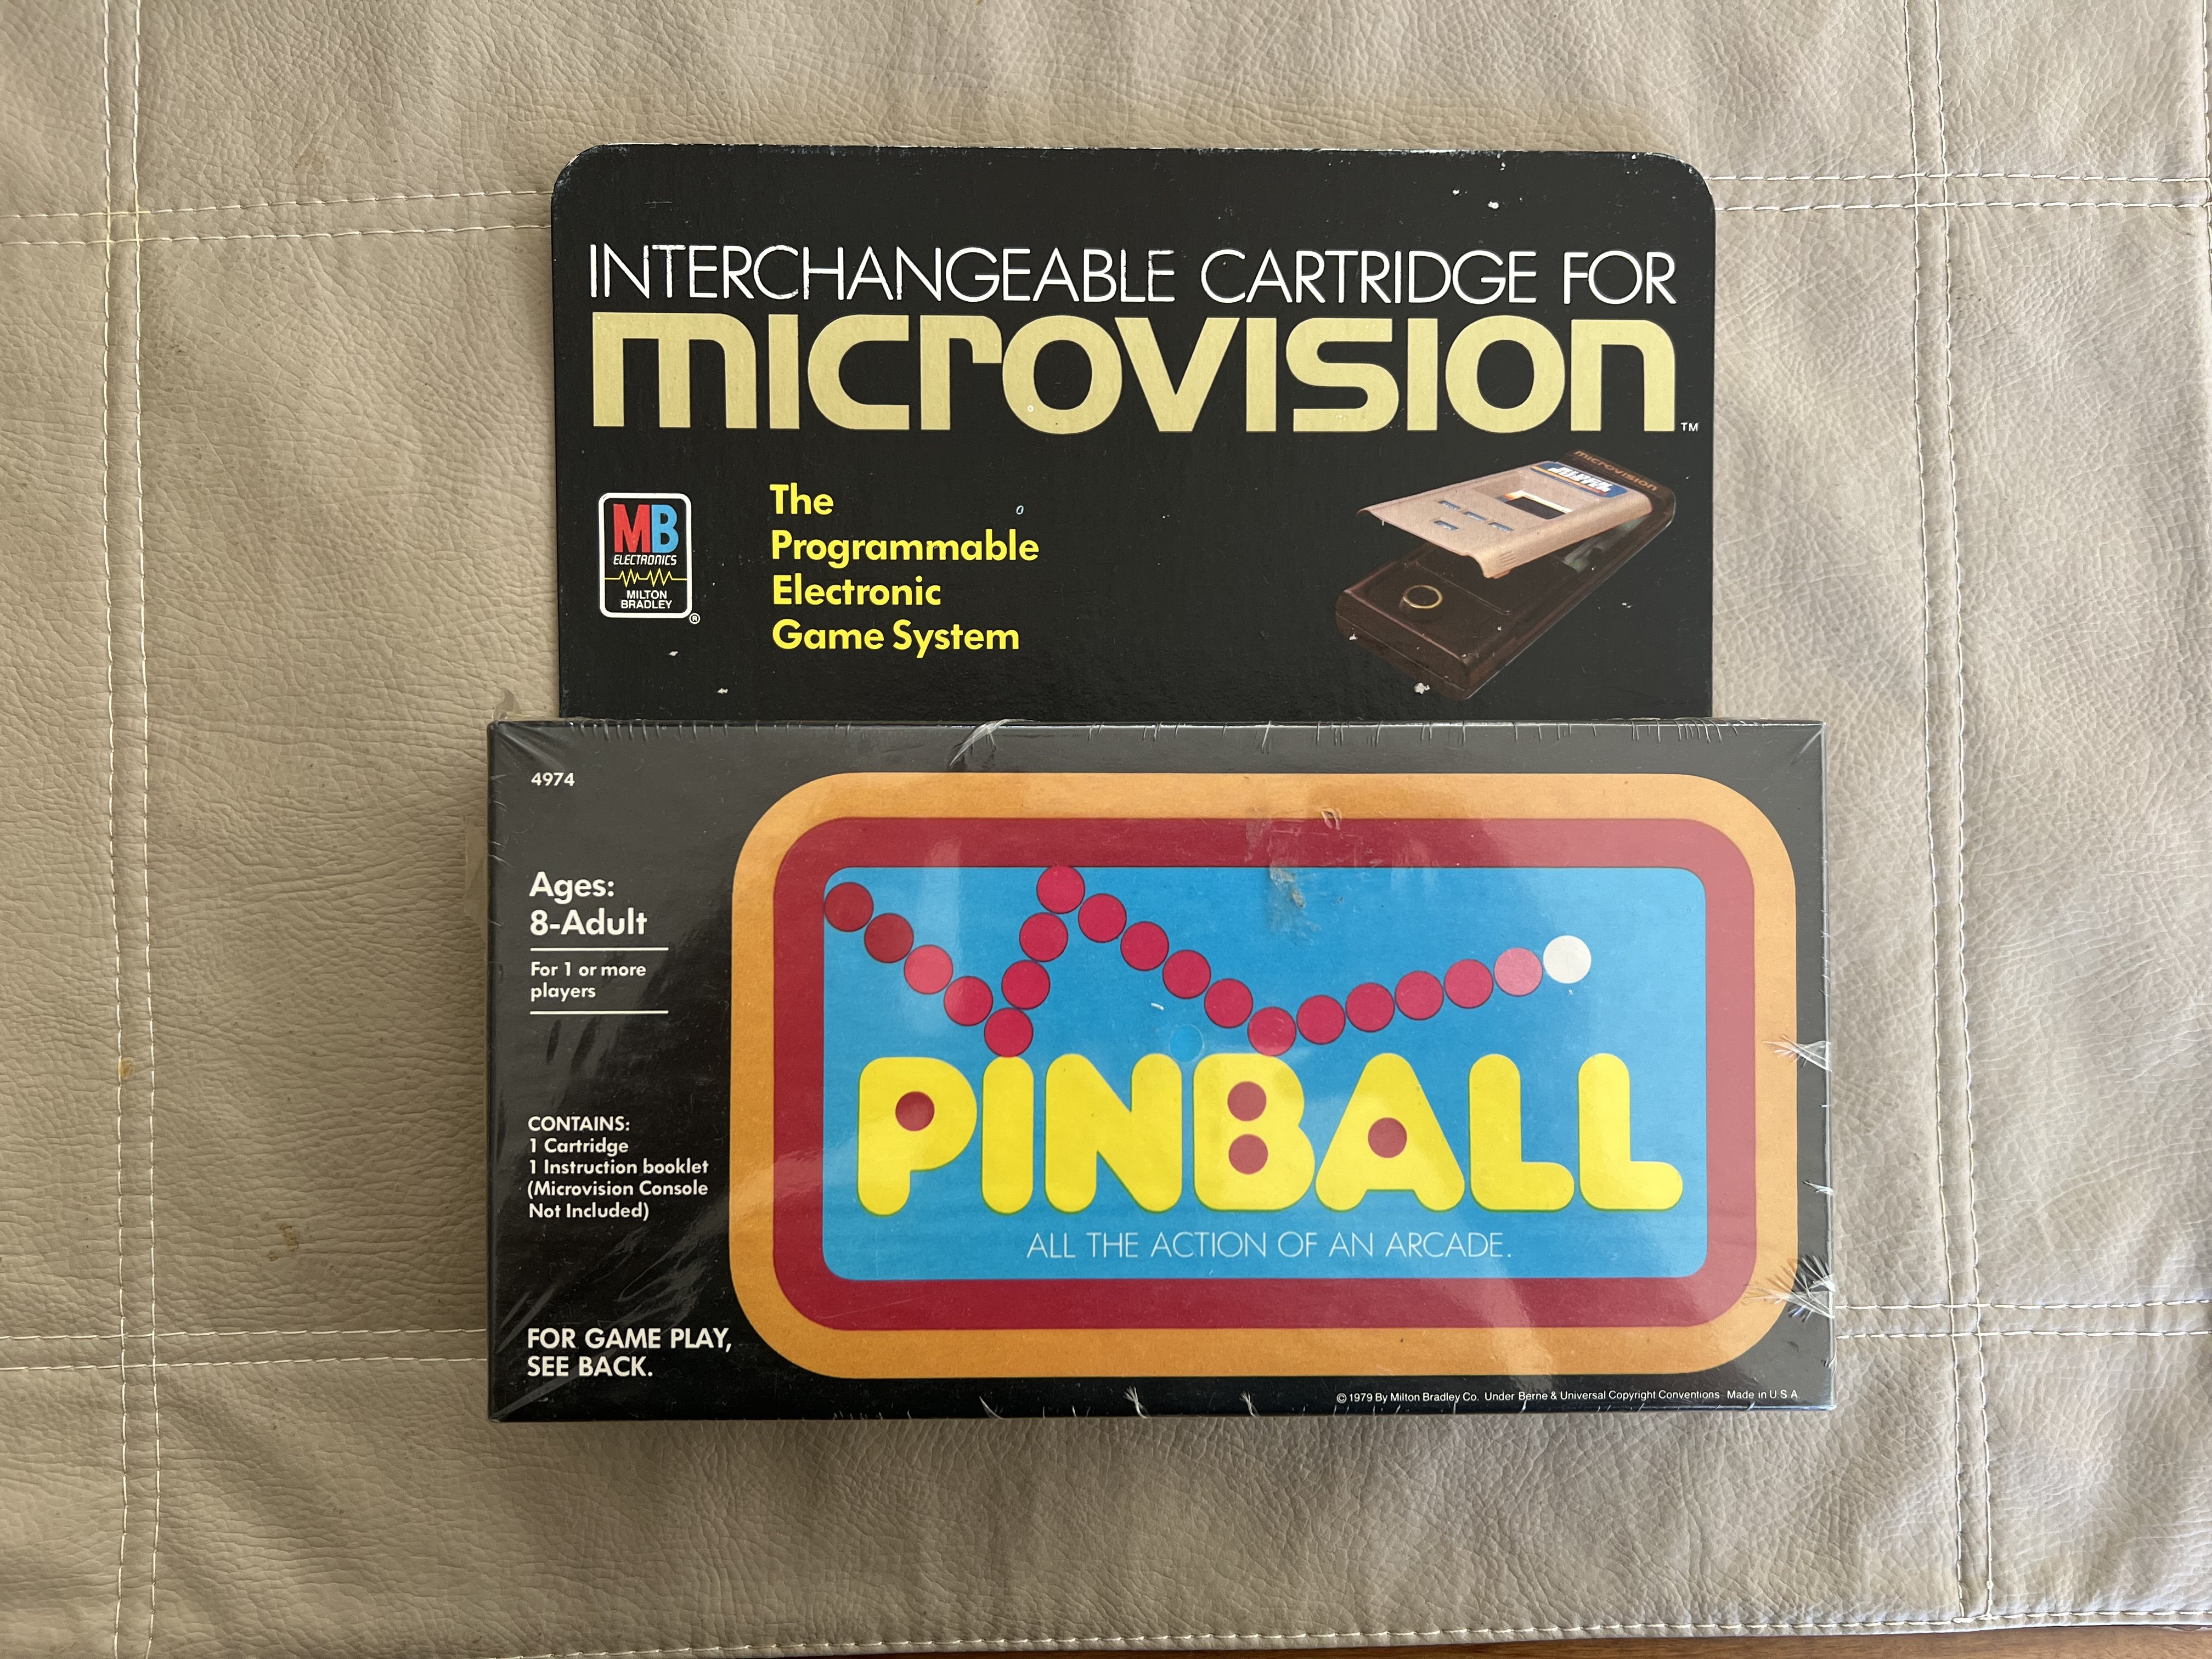 INTERCHANGEABLE CARTRIDGE FOR
MICROVISION™
MB
ELECTRONICS
MILTON
BRADLEY
®
The
Programmable
Electronic
Game System
microvision
4974
Ages:
8-Adult
For 1 or more
players
CONTAINS:
1 Cartridge
1 Instruction booklet
(Microvision Console
Not Included)
FOR GAME PLAY,
SEE BACK.
PINBALL
ALL THE ACTION OF AN ARCADE.
© 1979 By Milton Bradley Co. Under Berne & Universal Copyright Conventions Made in U S A